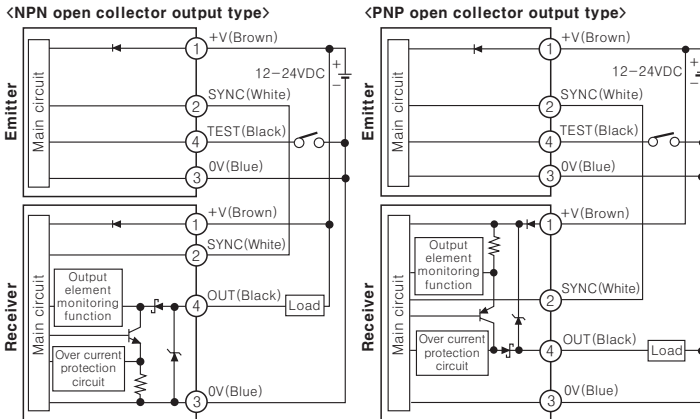 <NPN open collector output type>
Emitter
Main circuit
1
+V(Brown)
+
12−24VDC
−
2
SYNC(White)
4
TEST(Black)
3
0V(Blue)
Receiver
Main circuit
1
+V(Brown)
2
SYNC(White)
Output
element
monitoring
function
4
OUT(Black)
Load
Over current
protection
circuit
3
0V(Blue)
<PNP open collector output type>
Emitter
Main circuit
1
+V(Brown)
+
12−24VDC
−
2
SYNC(White)
4
TEST(Black)
3
0V(Blue)
Receiver
Main circuit
1
+V(Brown)
Output
element
monitoring
function
2
SYNC(White)
Over current
protection
circuit
4
OUT(Black)
Load
3
0V(Blue)